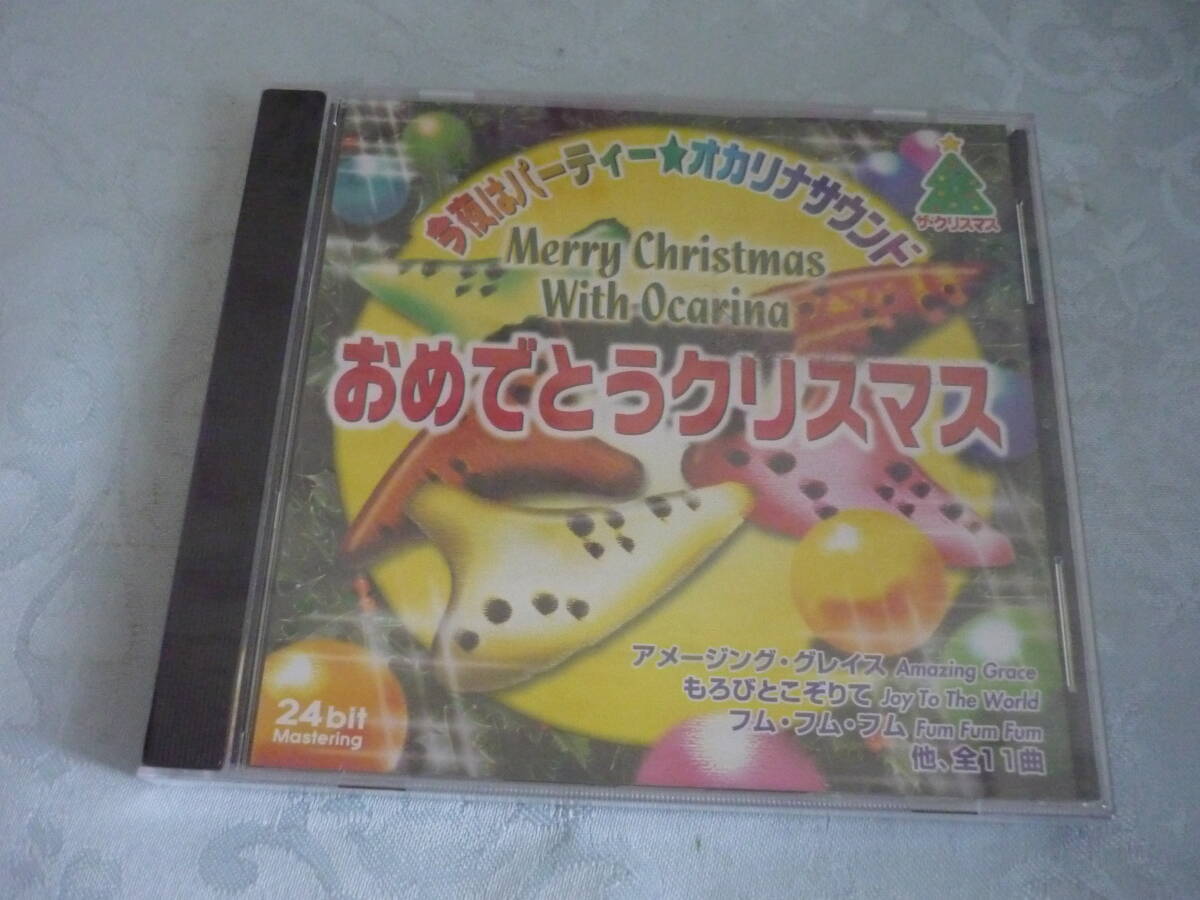 今夜はパーティー★オカリナサウンド
ザ・クリスマス
Merry Christmas
With Ocarina
おめでとうクリスマス
アメージング・グレイス Amazing Grace
もろびとこぞりて Joy To The World
フム・フム・フム Fum Fum Fum
他、全11曲
24bit
Mastering